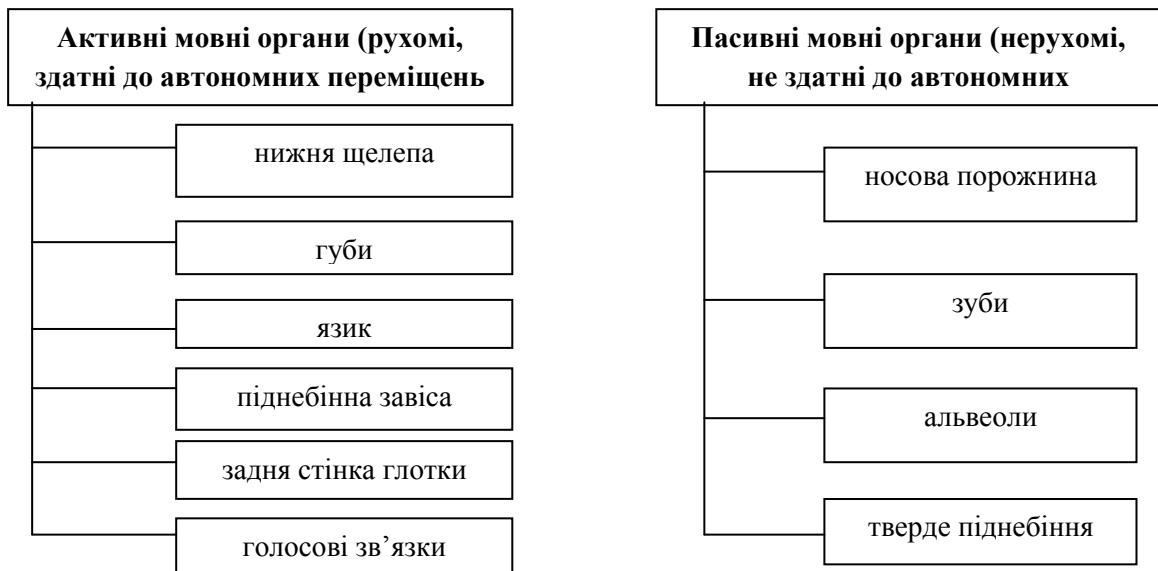 Активні мовні органи (рухомі,
здатні до автономних переміщень
нижня щелепа
губи
язик
піднебінна завіса
задня стінка глотки
голосові зв’язки
Пасивні мовні органи (нерухомі,
не здатні до автономних
носова порожнина
зуби
альвеоли
тверде піднебіння